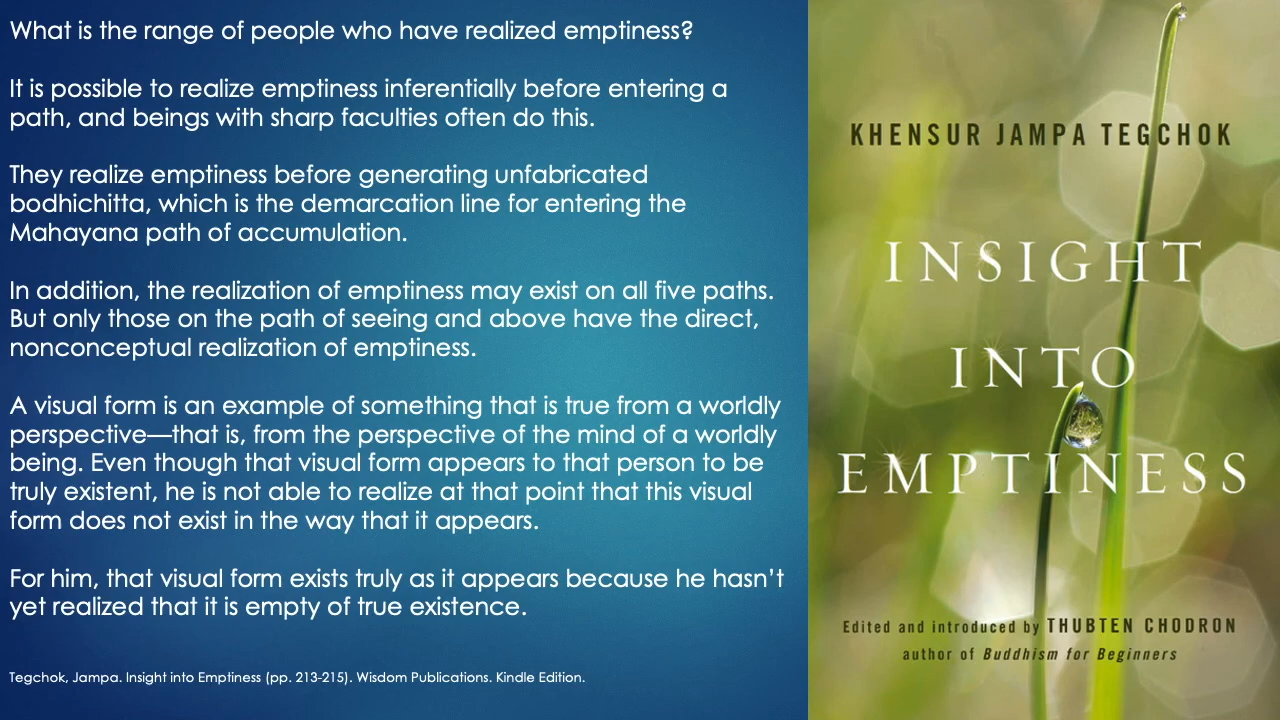 What is the range of people who have realized emptiness?
It is possible to realize emptiness inferentially before entering a
path, and beings with sharp faculties often do this.
They realize emptiness before generating unfabricated
bodhichitta, which is the demarcation line for entering the
Mahayana path of accumulation.
In addition, the realization of emptiness may exist on all five paths.
But only those on the path of seeing and above have the direct,
nonconceptual realization of emptiness.
A visual form is an example of something that is true from a worldly
perspective—that is, from the perspective of the mind of a worldly
being. Even though that visual form appears to that person to be
truly existent, he is not able to realize at that point that this visual
form does not exist in the way that it appears.
For him, that visual form exists truly as it appears because he hasn't
yet realized that it is empty of true existence.
Tegchok, Jampa. Insight into Emptiness (pp. 213-215). Wisdom Publications. Kindle Edition.
KHENSUR JAMPA TEGCHOK
INSIGHT
INTO
EMPTINESS
Edited and introduced by THUBTEN CHODRON
author of Buddhism for Beginners